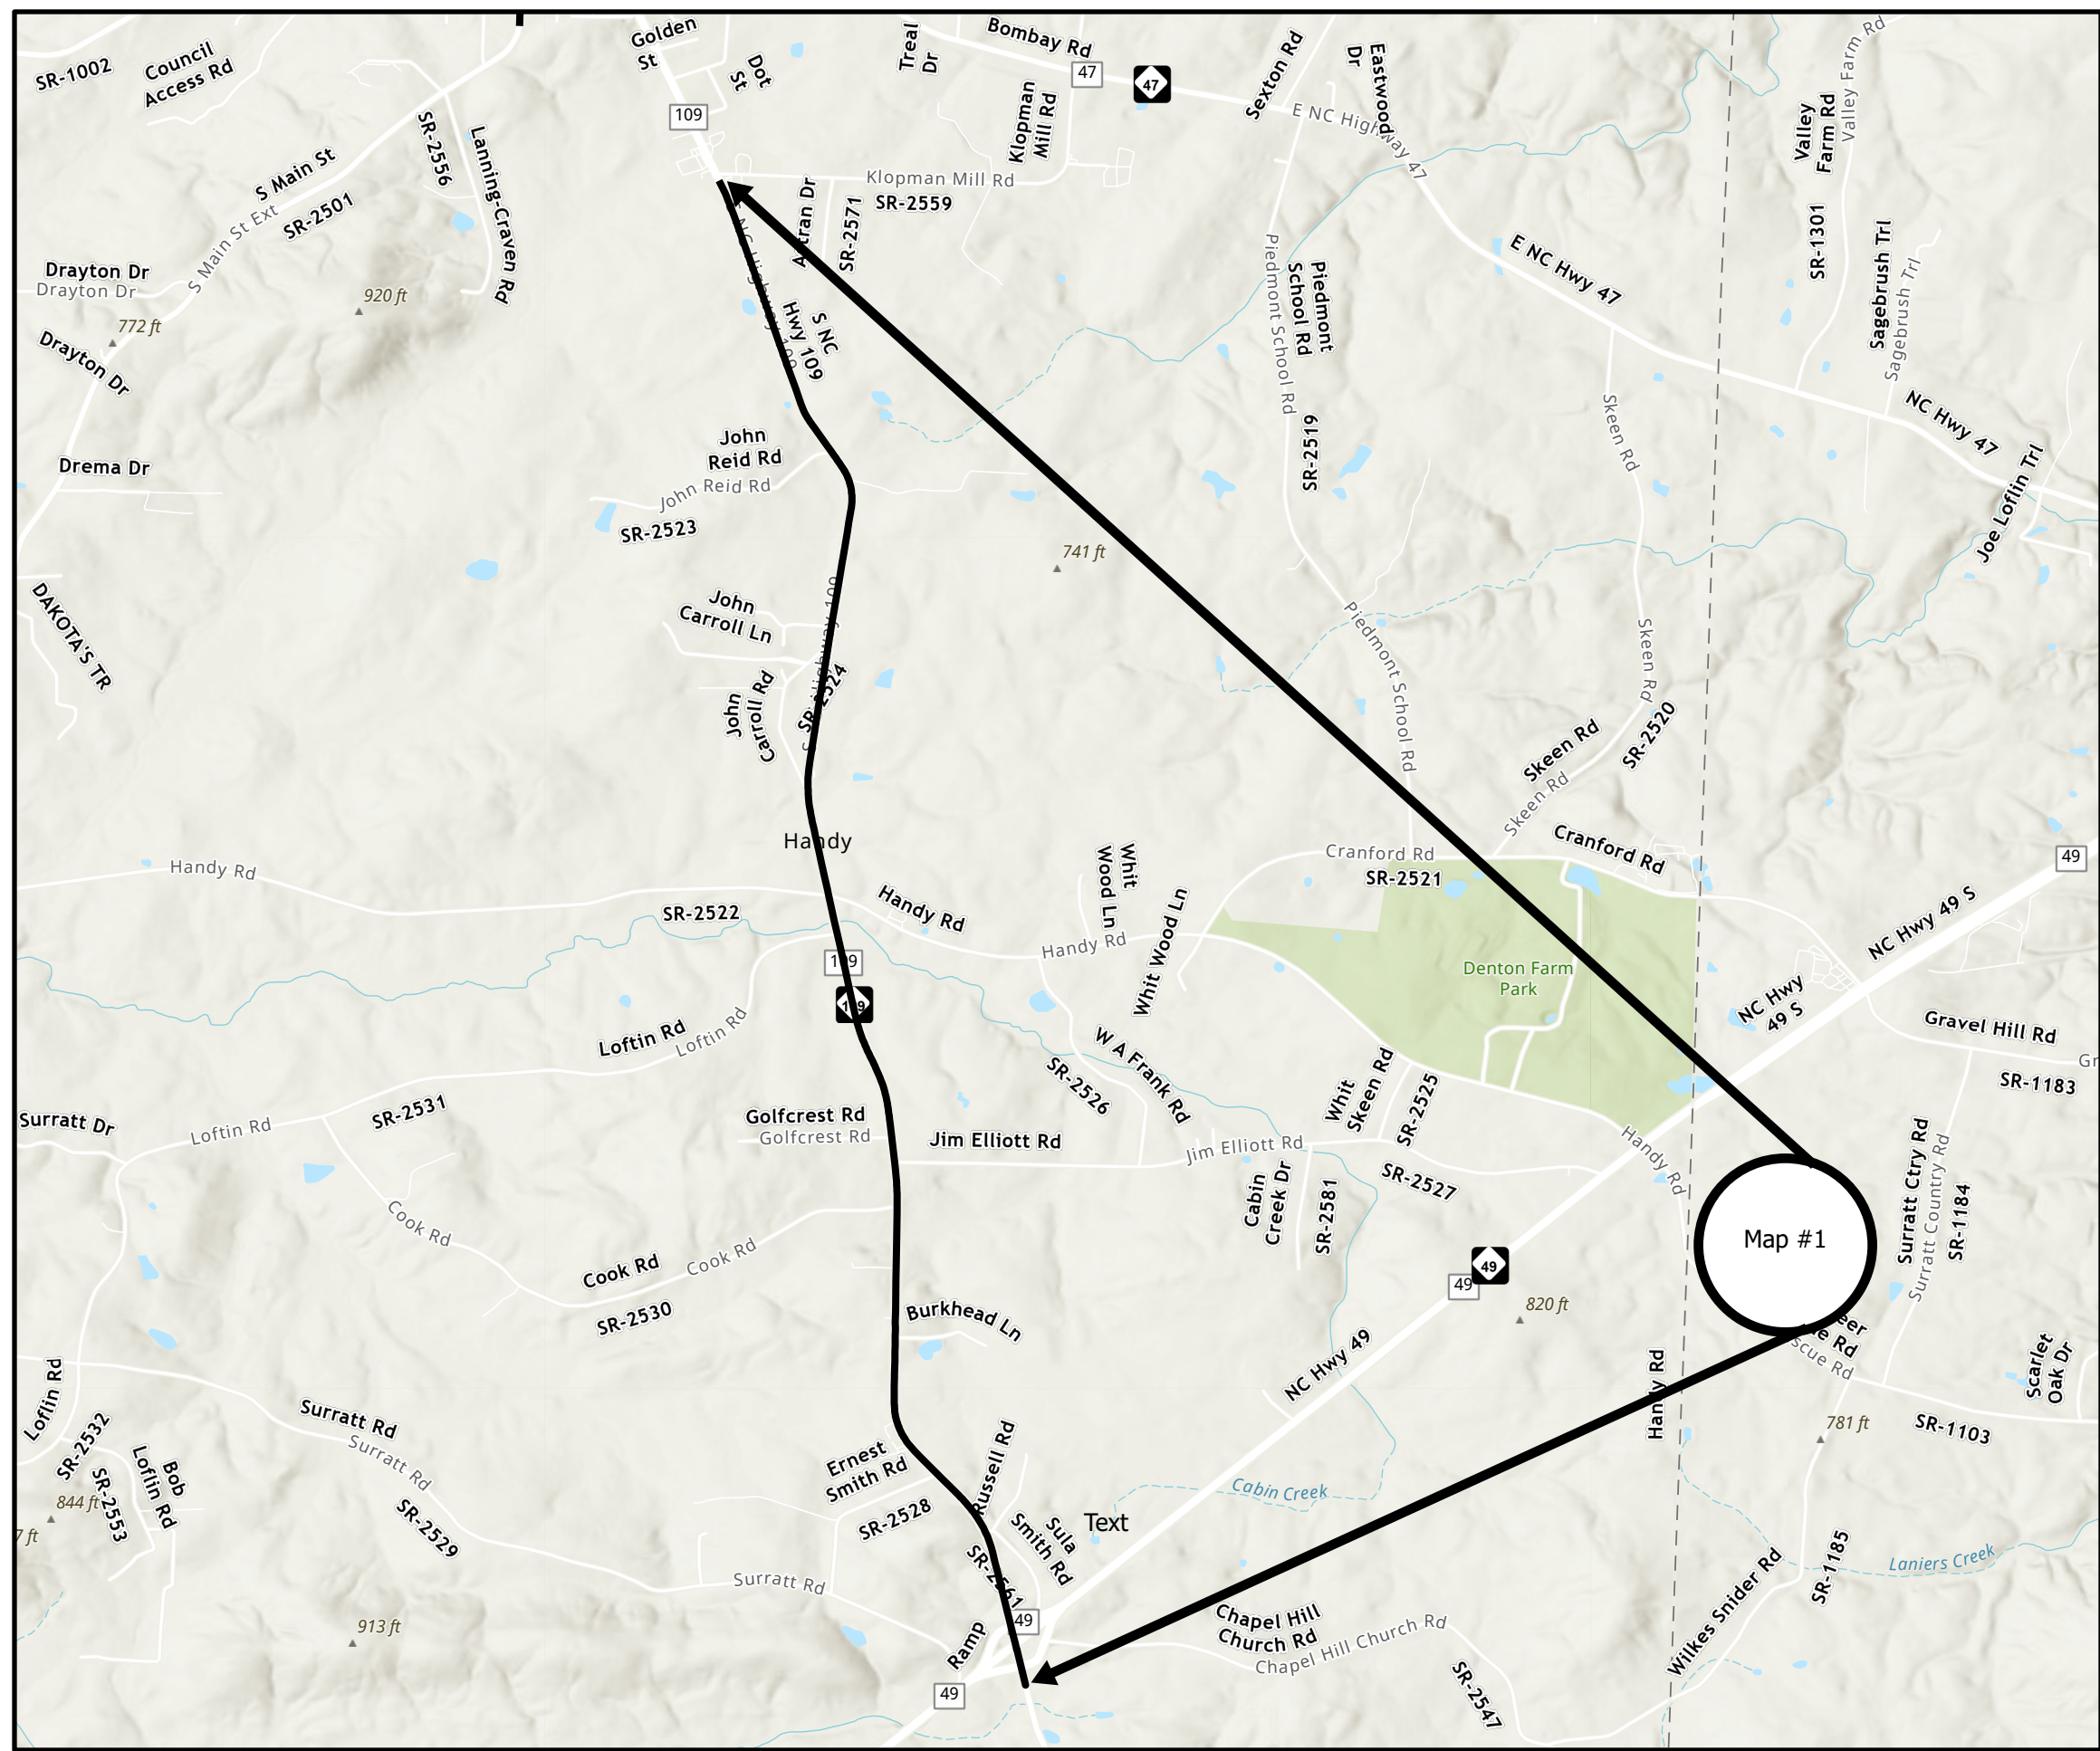 SR-1002
Council
Access Rd
Golden
St
Dot
St
Treal
Dr
Bombay Rd
47
47
Sexton Rd
Eastwood
Dr
E NC Highway 47
Valley Farm Rd
Valley
Farm Rd
109
SR-2556
Lanning-Craven Rd
Klopman
Mill Rd
S Main St
SR-2501
S Main St Ext
Klopman Mill Rd
SR-2559
SR-2571
SR-1301
Sagebrush Trl
Sagebrush Trl
Drayton Dr
Drayton Dr
920 ft
772 ft
Drayton Dr
S NC
Hwy 109
Piedmont School Rd
Piedmont
School Rd
E NC Hwy 47
NC Hwy 47
Joe Loflin Trl
Drema Dr
John
Reid Rd
John Reid Rd
SR-2523
SR-2519
Skeen Rd
741 ft
DAKOTA'S TR
John
Carroll Ln
John
Carroll Rd
SR-2524
Piedmont School Rd
Skeen Rd
SR-2520
Skeen Rd
Skeen Rd
Handy
Handy Rd
SR-2522
Handy Rd
Whit
Wood Ln
Whit Wood Ln
Handy Rd
Cranford Rd
SR-2521
Cranford Rd
49
NC Hwy 49 S
NC Hwy
49 S
Denton Farm
Park
109
109
Loftin Rd
Loftin Rd
Gravel Hill Rd
SR-1183
W A Frank Rd
SR-2526
Whit
Skeen Rd
SR-2525
Surratt Dr
Loftin Rd
SR-2531
Golfcrest Rd
Golfcrest Rd
Jim Elliott Rd
Jim Elliott Rd
SR-2527
Handy Rd
Surratt Ctry Rd
Surratt Country Rd
SR-1184
Cabin
Creek Dr
SR-2581
Map #1
Cook Rd
Cook Rd
Cook Rd
SR-2530
49
49
820 ft
Burkhead Ln
NC Hwy 49
Handy Rd
Scarlet
Oak Dr
SR-1103
781 ft
Loflin Rd
SR-2532
Bob
Loflin Rd
SR-2553
844 ft
7 ft
Surratt Rd
Surratt Rd
SR-2529
Ernest
Smith Rd
SR-2528
Russell Rd
Sula
Smith Rd
SR-2561
Text
Cabin Creek
Laniers Creek
SR-1185
Wilkes Snider Rd
Surratt Rd
913 ft
Ramp
49
49
Chapel Hill
Church Rd
Chapel Hill Church Rd
SR-2547